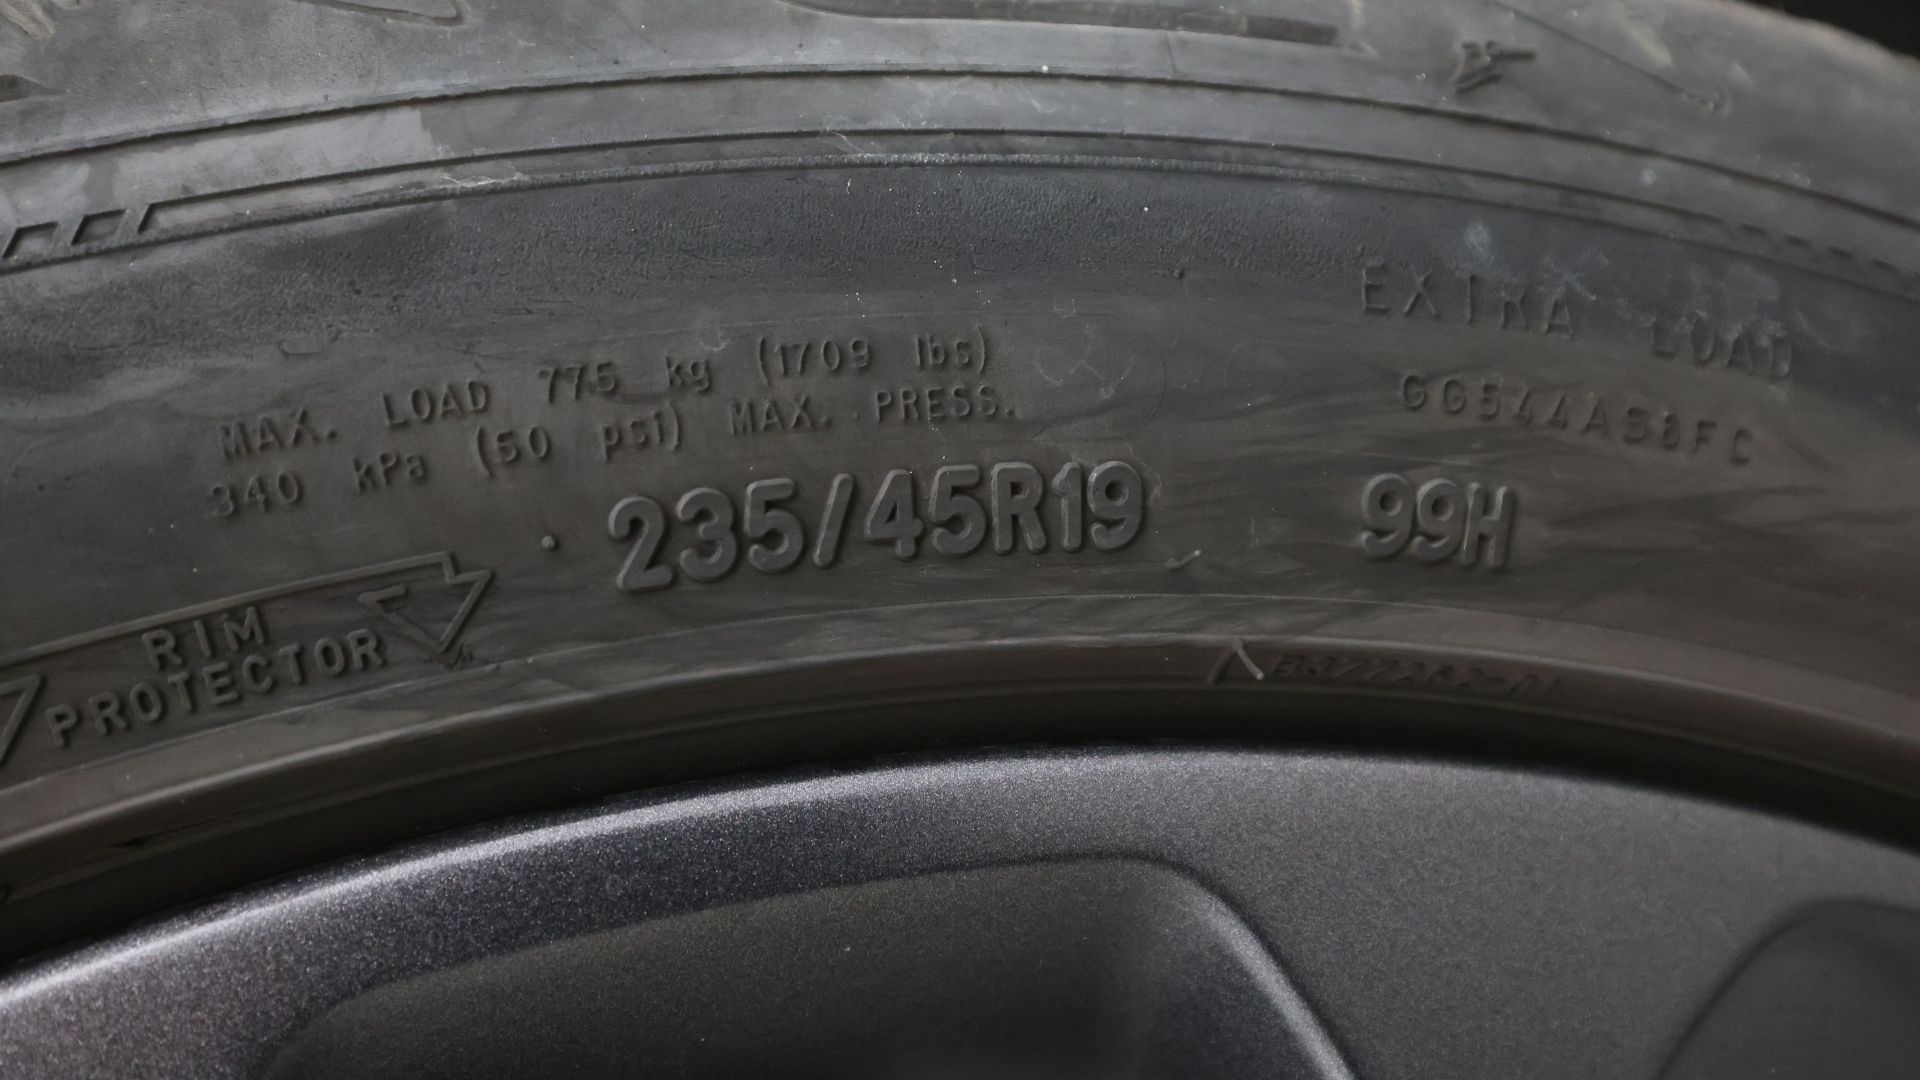 EXTRA LOAD
MAX. LOAD 775 kg (1709 lbs)
340 kPa (50 psi) MAX. PRESS.
GG544AS8FC
235/45R19 99H
RIM
PROTECTOR